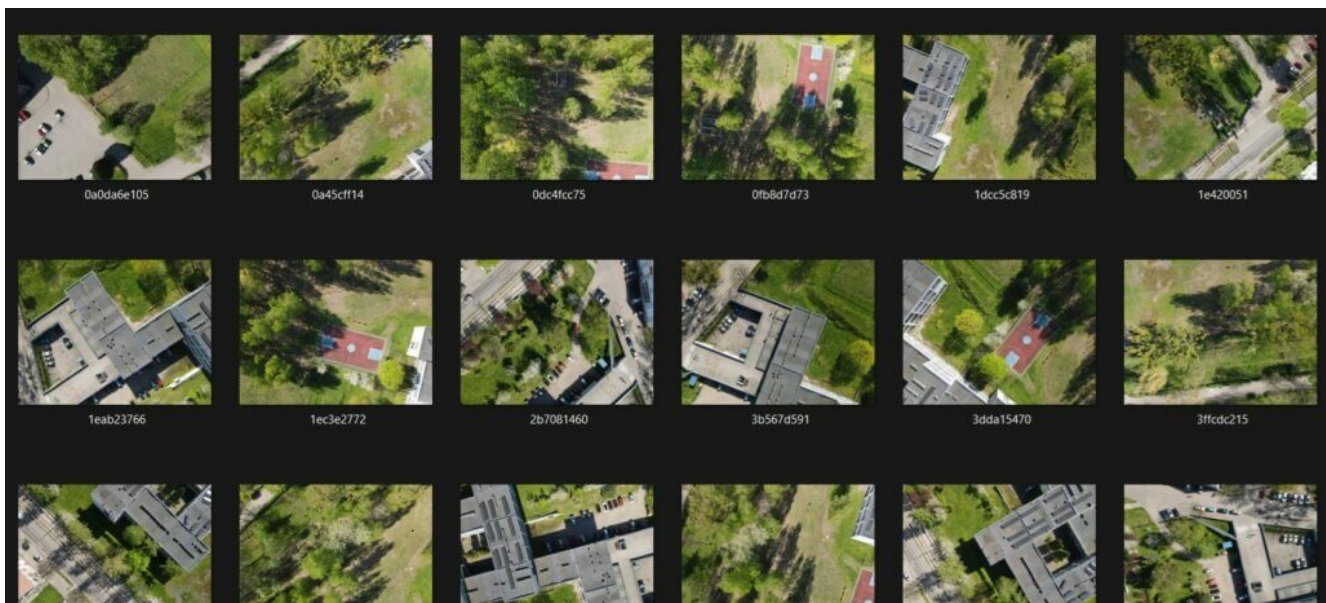 0a0da6e105
0a45cff14
0dc4fcc75
0fb8d7d73
1dcc5c819
1e420051
1eab23766
1ec3e2772
2b7081460
3b567d591
3dda15470
3ffcdc215